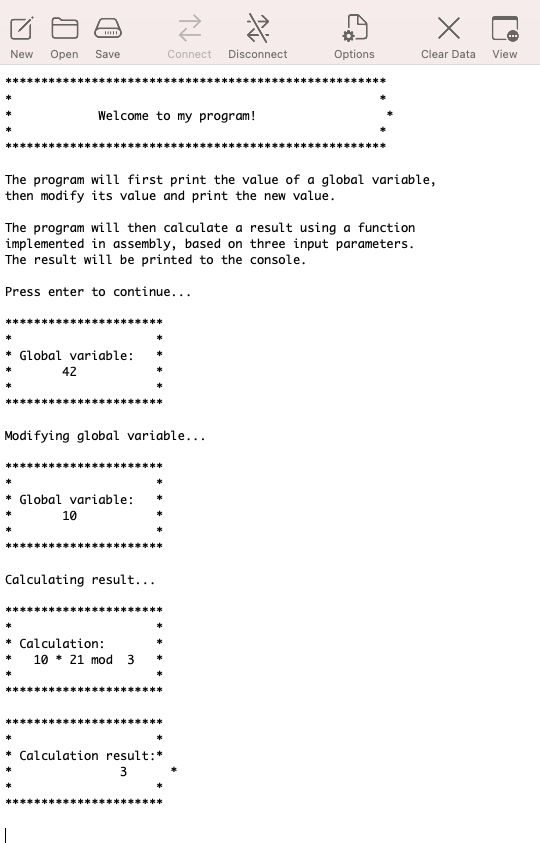 New Open Save Connect Disconnect Options Clear Data View
*****************************************************
*                                                   *
*            Welcome to my program!                  *
*                                                   *
*****************************************************
The program will first print the value of a global variable,
then modify its value and print the new value.
The program will then calculate a result using a function
implemented in assembly, based on three input parameters.
The result will be printed to the console.
Press enter to continue...
**********************
*                    *
* Global variable:   *
*       42           *
*                    *
**********************
Modifying global variable...
**********************
*                    *
* Global variable:   *
*       10           *
*                    *
**********************
Calculating result...
**********************
*                    *
* Calculation:       *
*   10 * 21 mod  3   *
*                    *
**********************
**********************
*                    *
* Calculation result:*
*               3      *
*                    *
**********************